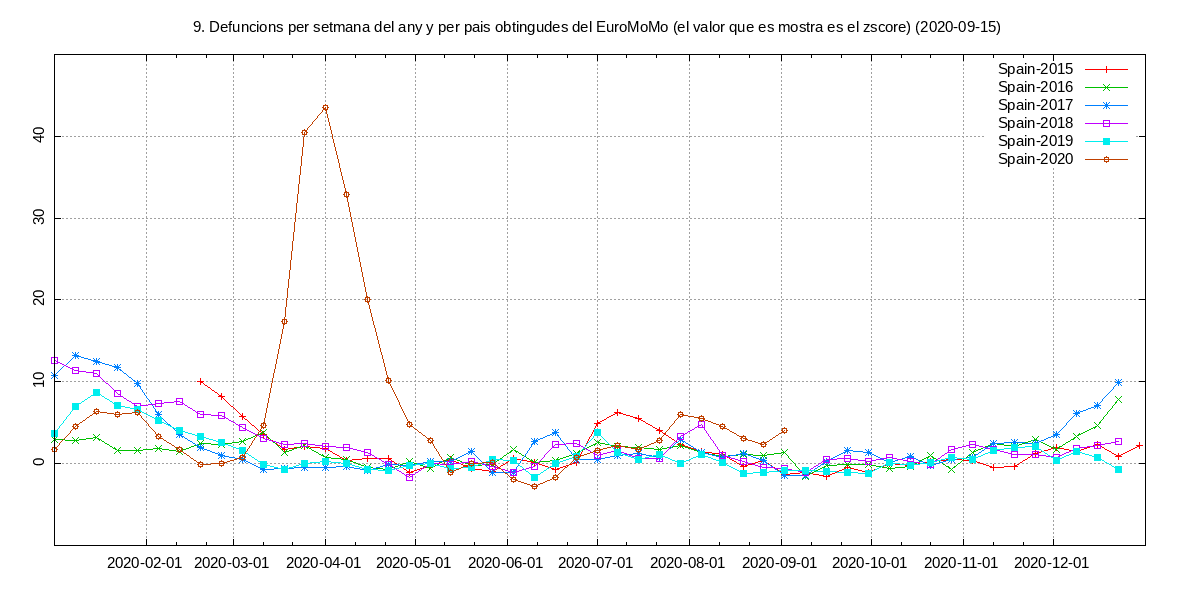 9. Defuncions per setmana del any y per pais obtingudes del EuroMoMo (el valor que es mostra es el zscore) (2020-09-15)
Spain-2015
Spain-2016
Spain-2017
Spain-2018
Spain-2019
Spain-2020
40
30
20
10
0
2020-02-01 2020-03-01 2020-04-01 2020-05-01 2020-06-01 2020-07-01 2020-08-01 2020-09-01 2020-10-01 2020-11-01 2020-12-01